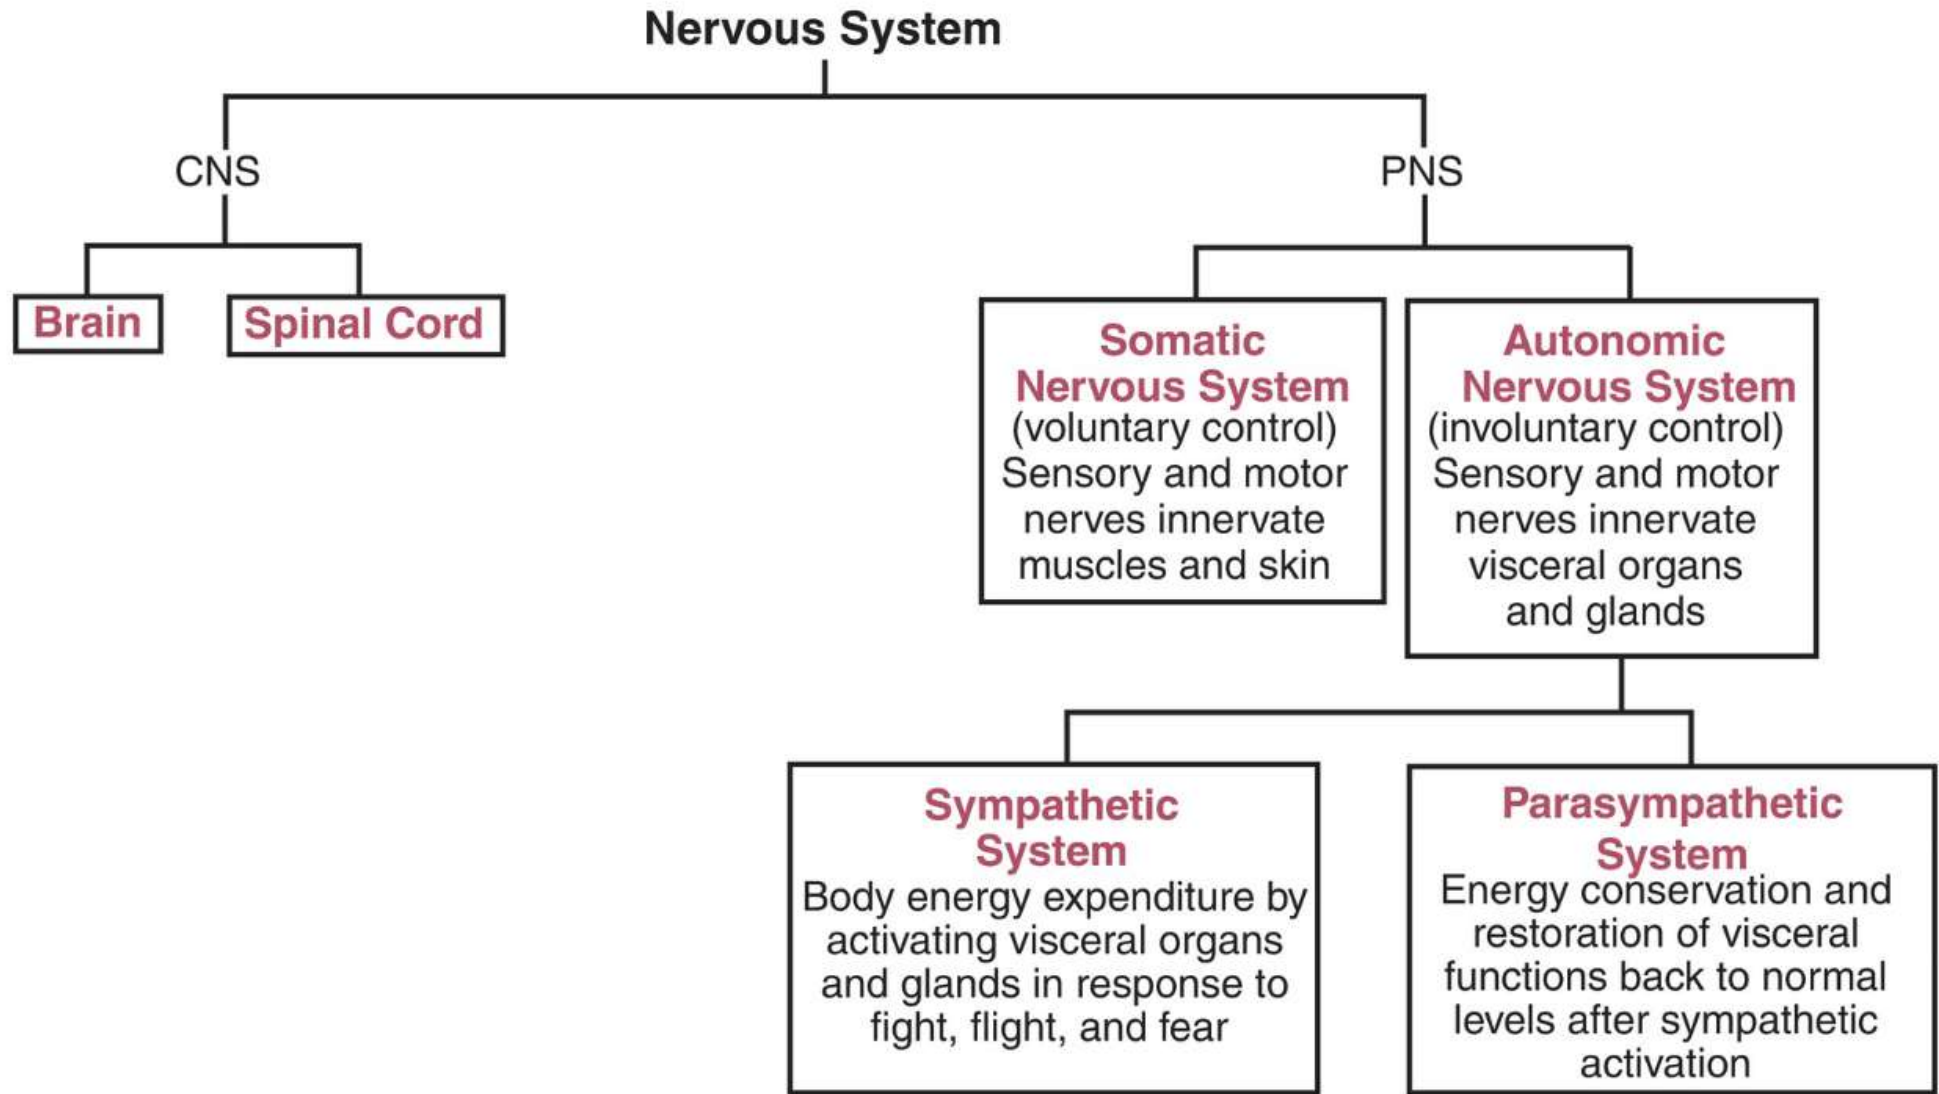 Nervous System
CNS
PNS
Brain
Spinal Cord
Somatic
Nervous System
(voluntary control)
Sensory and motor
nerves innervate
muscles and skin
Autonomic
Nervous System
(involuntary control)
Sensory and motor
nerves innervate
visceral organs
and glands
Sympathetic
System
Body energy expenditure by
activating visceral organs
and glands in response to
fight, flight, and fear
Parasympathetic
System
Energy conservation and
restoration of visceral
functions back to normal
levels after sympathetic
activation